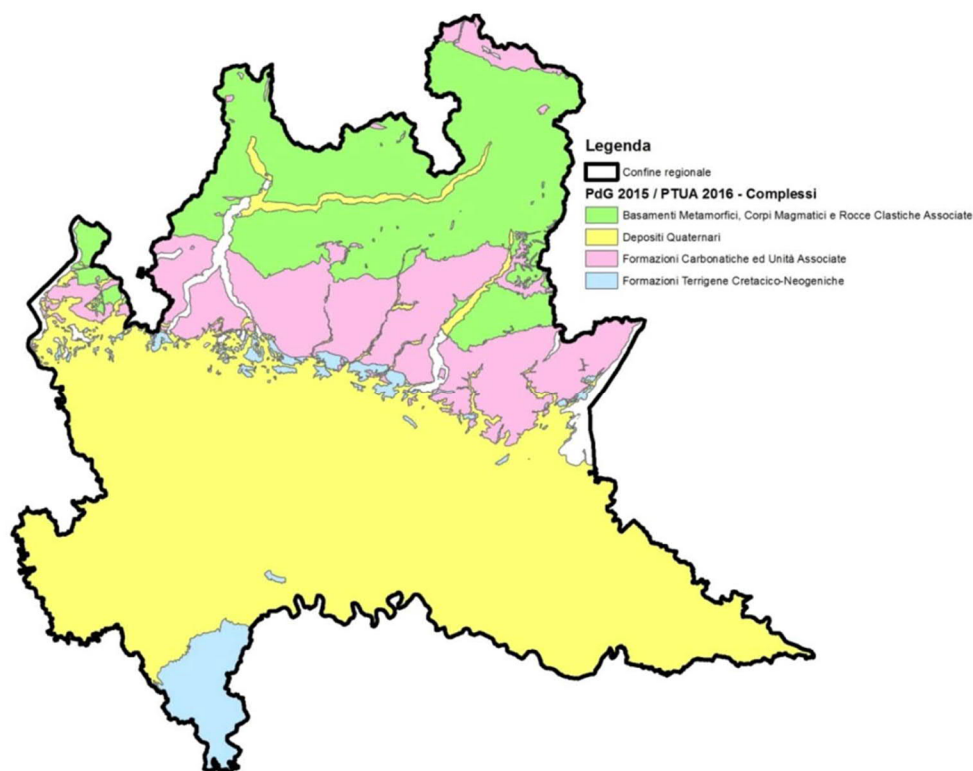 Legenda
Confine regionale
PdG 2015 / PTUA 2016 - Complessi
Basamenti Metamorfici, Corpi Magmatici e Rocce Clastiche Associate
Depositi Quaternari
Formazioni Carbonatiche ed Unità Associate
Formazioni Terrigene Cretacico-Neogeniche